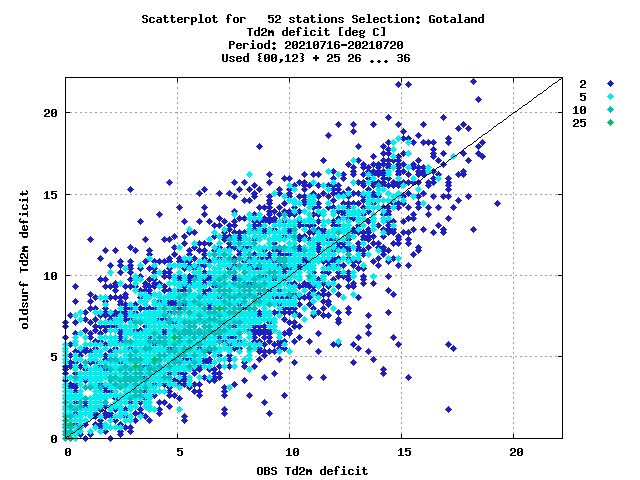 Scatterplot for   52 stations Selection: Gotaland
Td2m deficit [deg C]
Period: 20210716-20210720
Used {00,12} + 25 26 ... 36
2
5
10
25
20
15
10
5
0
oldsurf Td2m deficit
0 5 10 15 20
OBS Td2m deficit